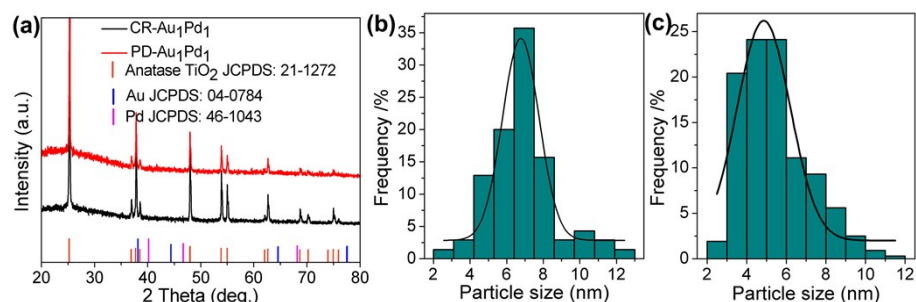 (a)
CR-Au1Pd1
PD-Au1Pd1
Anatase TiO2 JCPDS: 21-1272
Au JCPDS: 04-0784
Pd JCPDS: 46-1043
Intensity (a.u.)
20 30 40 50 60 70 80
2 Theta (deg.)
(b)
35
30
25
20
15
10
5
0
Frequency /%
2 4 6 8 10 12
Particle size (nm)
(c)
25
20
15
10
5
0
Frequency /%
2 4 6 8 10 12
Particle size (nm)